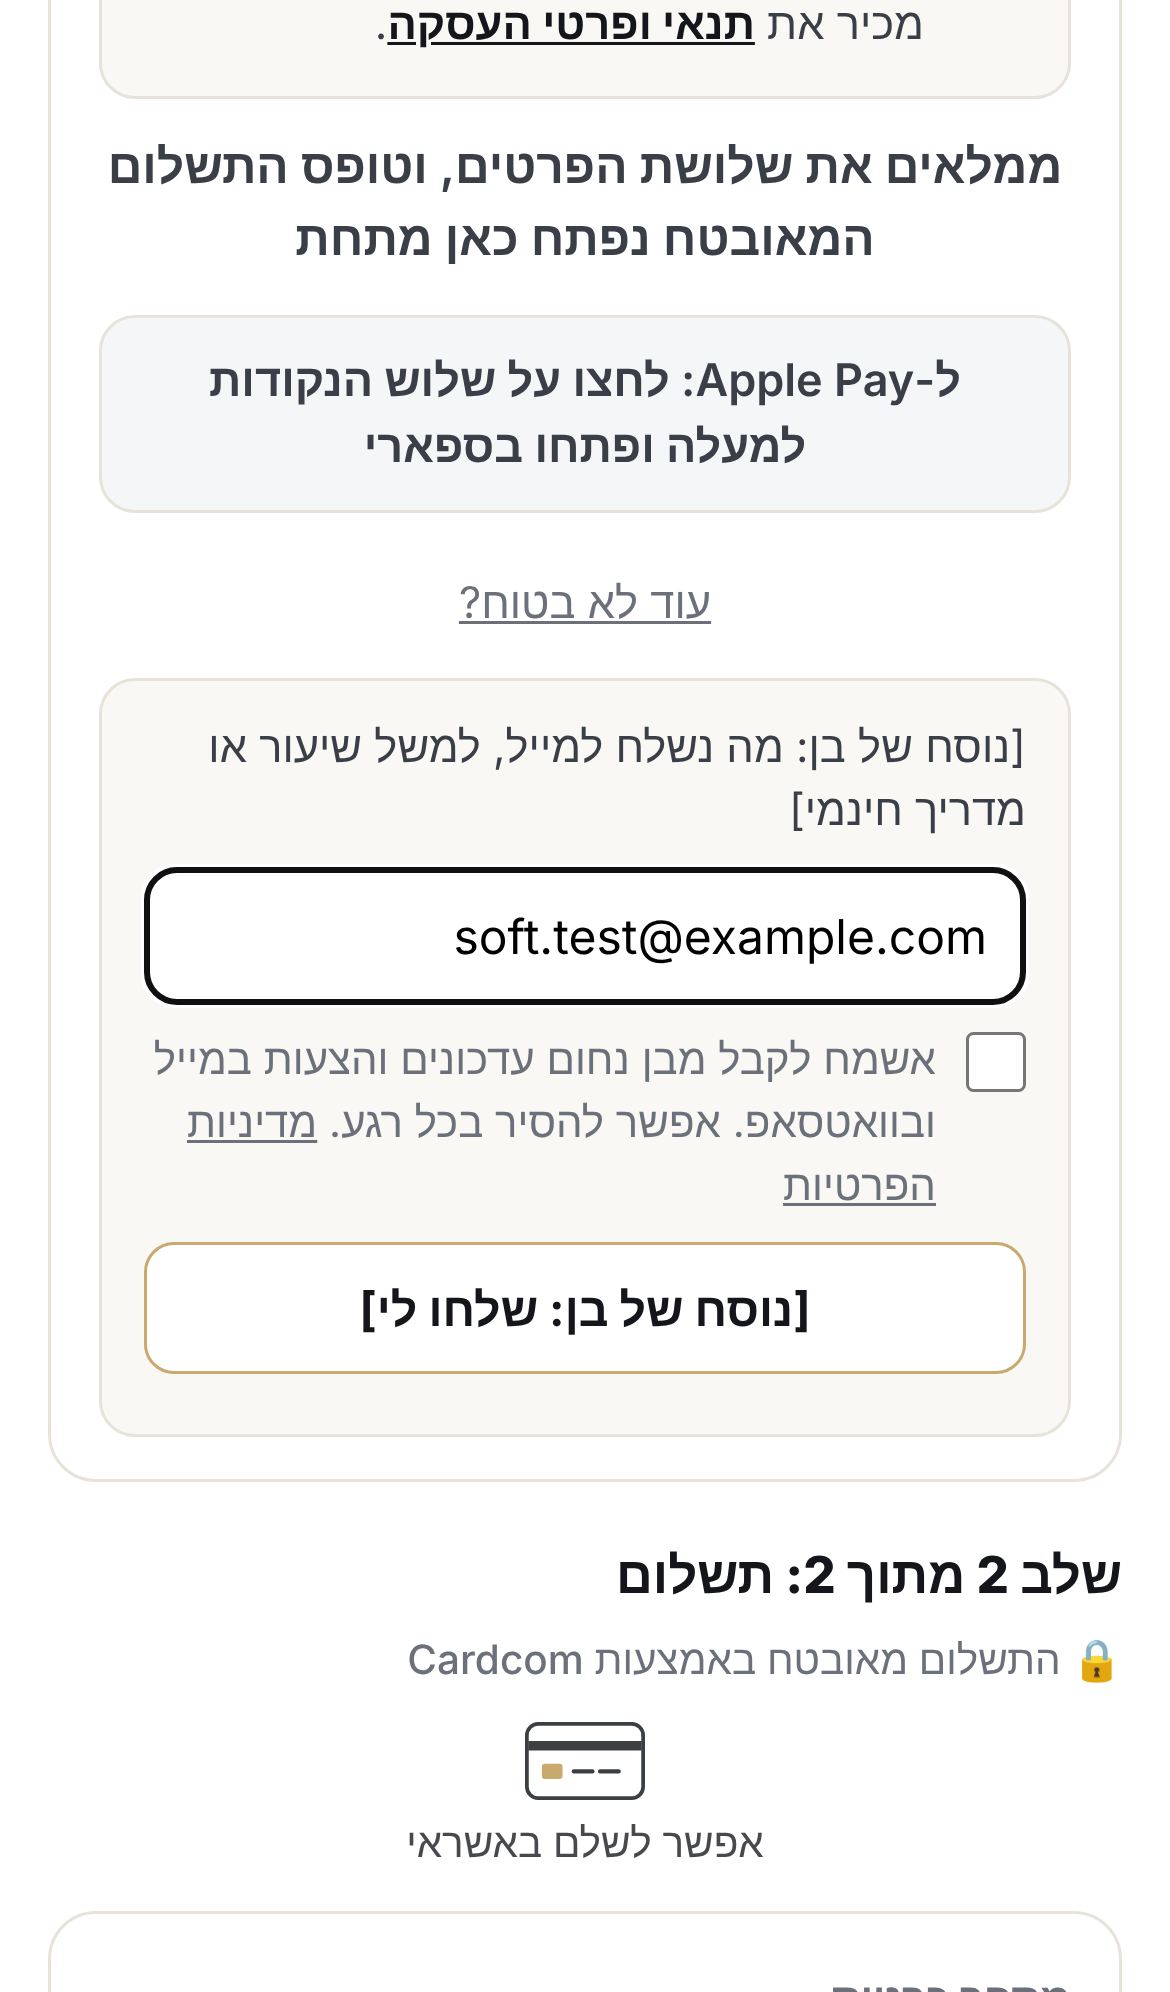 מכיר את תנאי ופרטי העסקה.
ממלאים את שלושת הפרטים, וטופס התשלום
המאובטח נפתח כאן מתחת
ל-Apple Pay: לחצו על שלוש הנקודות
למעלה ופתחו בספארי
עוד לא בטוח?
[נוסח של בן: מה נשלח למייל, למשל שיעור או
מדריך חינמי]
soft.test@example.com
אשמח לקבל מבן נחום עדכונים והצעות במייל
ובוואטסאפ. אפשר להסיר בכל רגע. מדיניות
הפרטיות
[נוסח של בן: שלחו לי]
שלב 2 מתוך 2: תשלום
🔒 התשלום מאובטח באמצעות Cardcom
אפשר לשלם באשראי